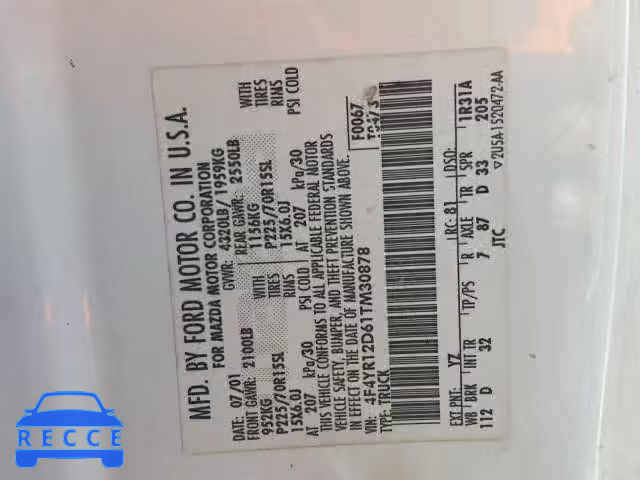 MFD. BY FORD MOTOR CO. IN U.S.A.
FOR MAZDA MOTOR CORPORATION
DATE: 07/01 GVWR: 4320LB/ 1959KG
FRONT GAWR: 2100LB REAR GAWR: 2550LB
952KG 1156KG WITH TIRES
P225/70R15SL P225/70R15SL TIRES
15X6.0J 15X6.0J RIMS
AT 207 kPa/30 PSI COLD AT 207 kPa/30 PSI COLD
THIS VEHICLE CONFORMS TO ALL APPLICABLE FEDERAL MOTOR
VEHICLE SAFETY, BUMPER, AND THEFT PREVENTION STANDARDS
IN EFFECT ON THE DATE OF MANUFACTURE SHOWN ABOVE.
VIN: 4F4YR12D61TM30878
TYPE: TRUCK
F0067
EXT PNT: YZ RC: 81 DSO:
WB BRK INT TR TP/PS R AXLE TR 1R31A
112 D 32 7 87 D 33 205
JTC 2U5A-1520472-AA
RECCE